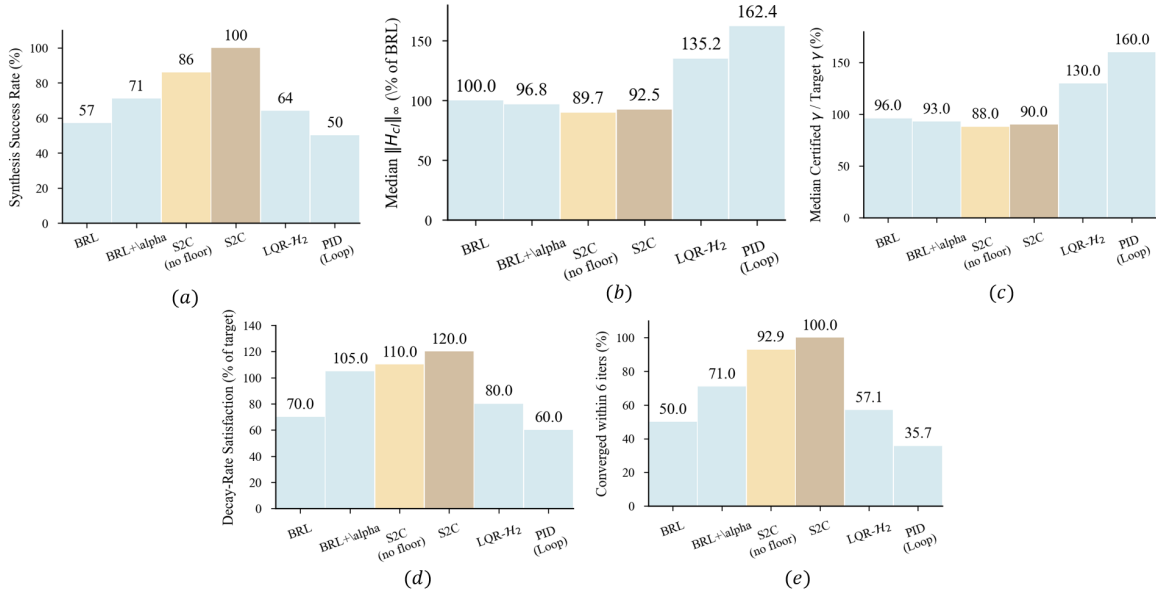 Synthesis Success Rate (%)
100
80
60
40
20
0
57
71
86
100
64
50
BRL
BRL+\alpha
S2C
(no floor)
S2C
LQR-ℋ₂
PID
(Loop)
(a)
Median ‖H_cl‖∞ (\% of BRL)
150
100
50
0
100.0
96.8
89.7
92.5
135.2
162.4
BRL
BRL+\alpha
S2C
(no floor)
S2C
LQR-ℋ₂
PID
(Loop)
(b)
Median Certified γ / Target γ (%)
150
100
50
0
96.0
93.0
88.0
90.0
130.0
160.0
BRL
BRL+\alpha
S2C
(no floor)
S2C
LQR-ℋ₂
PID
(Loop)
(c)
Decay-Rate Satisfaction (% of target)
140
120
100
80
60
40
20
0
70.0
105.0
110.0
120.0
80.0
60.0
BRL
BRL+\alpha
S2C
(no floor)
S2C
LQR-ℋ₂
PID
(Loop)
(d)
Converged within 6 iters (%)
100
80
60
40
20
0
50.0
71.0
92.9
100.0
57.1
35.7
BRL
BRL+\alpha
S2C
(no floor)
S2C
LQR-ℋ₂
PID
(Loop)
(e)